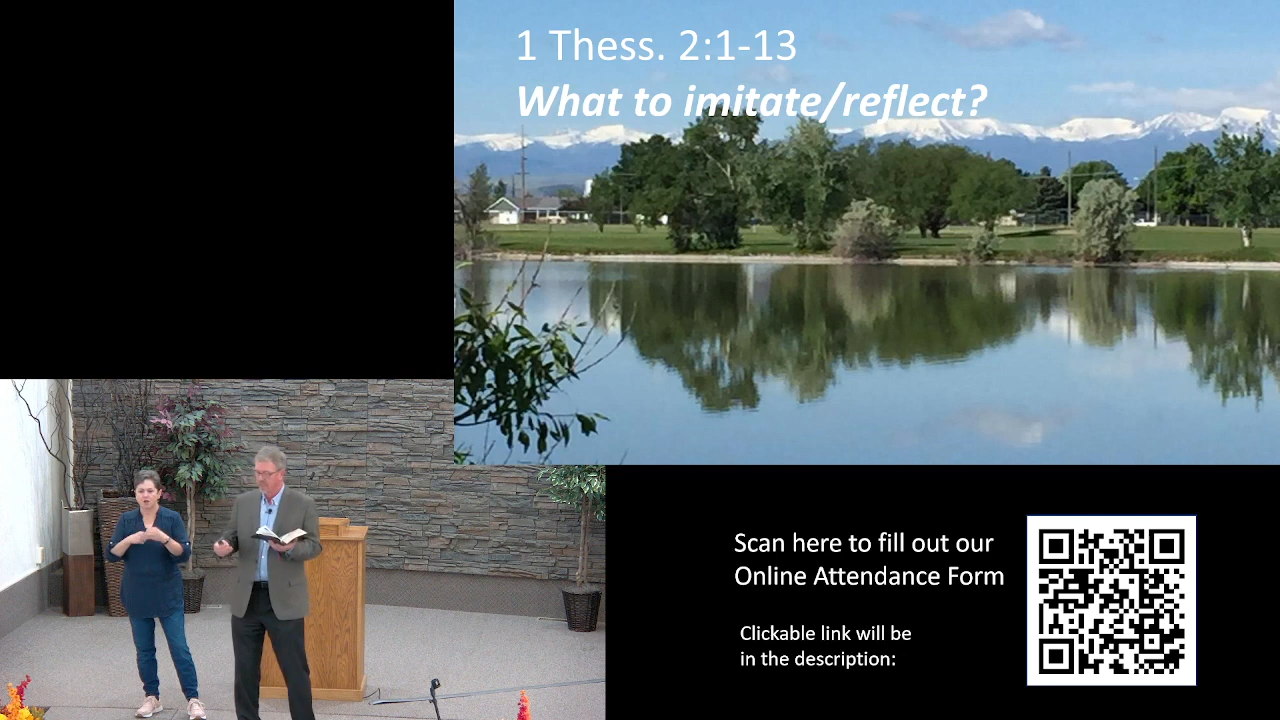 1 Thess. 2:1-13
What to imitate/reflect?
Scan here to fill out our
Online Attendance Form
Clickable link will be
in the description: